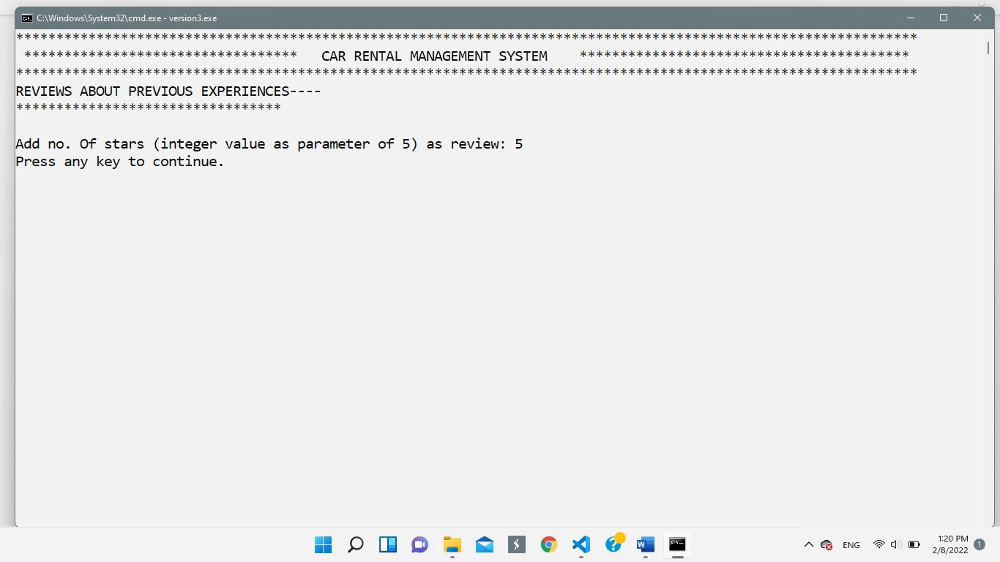 C:\Windows\System32\cmd.exe - version3.exe
****************************************************************************************************************
********************************** CAR RENTAL MANAGEMENT SYSTEM *****************************************
****************************************************************************************************************
REVIEWS ABOUT PREVIOUS EXPERIENCES----
*********************************
Add no. Of stars (integer value as parameter of 5) as review: 5
Press any key to continue.
ENG
1:20 PM
2/8/2022
1